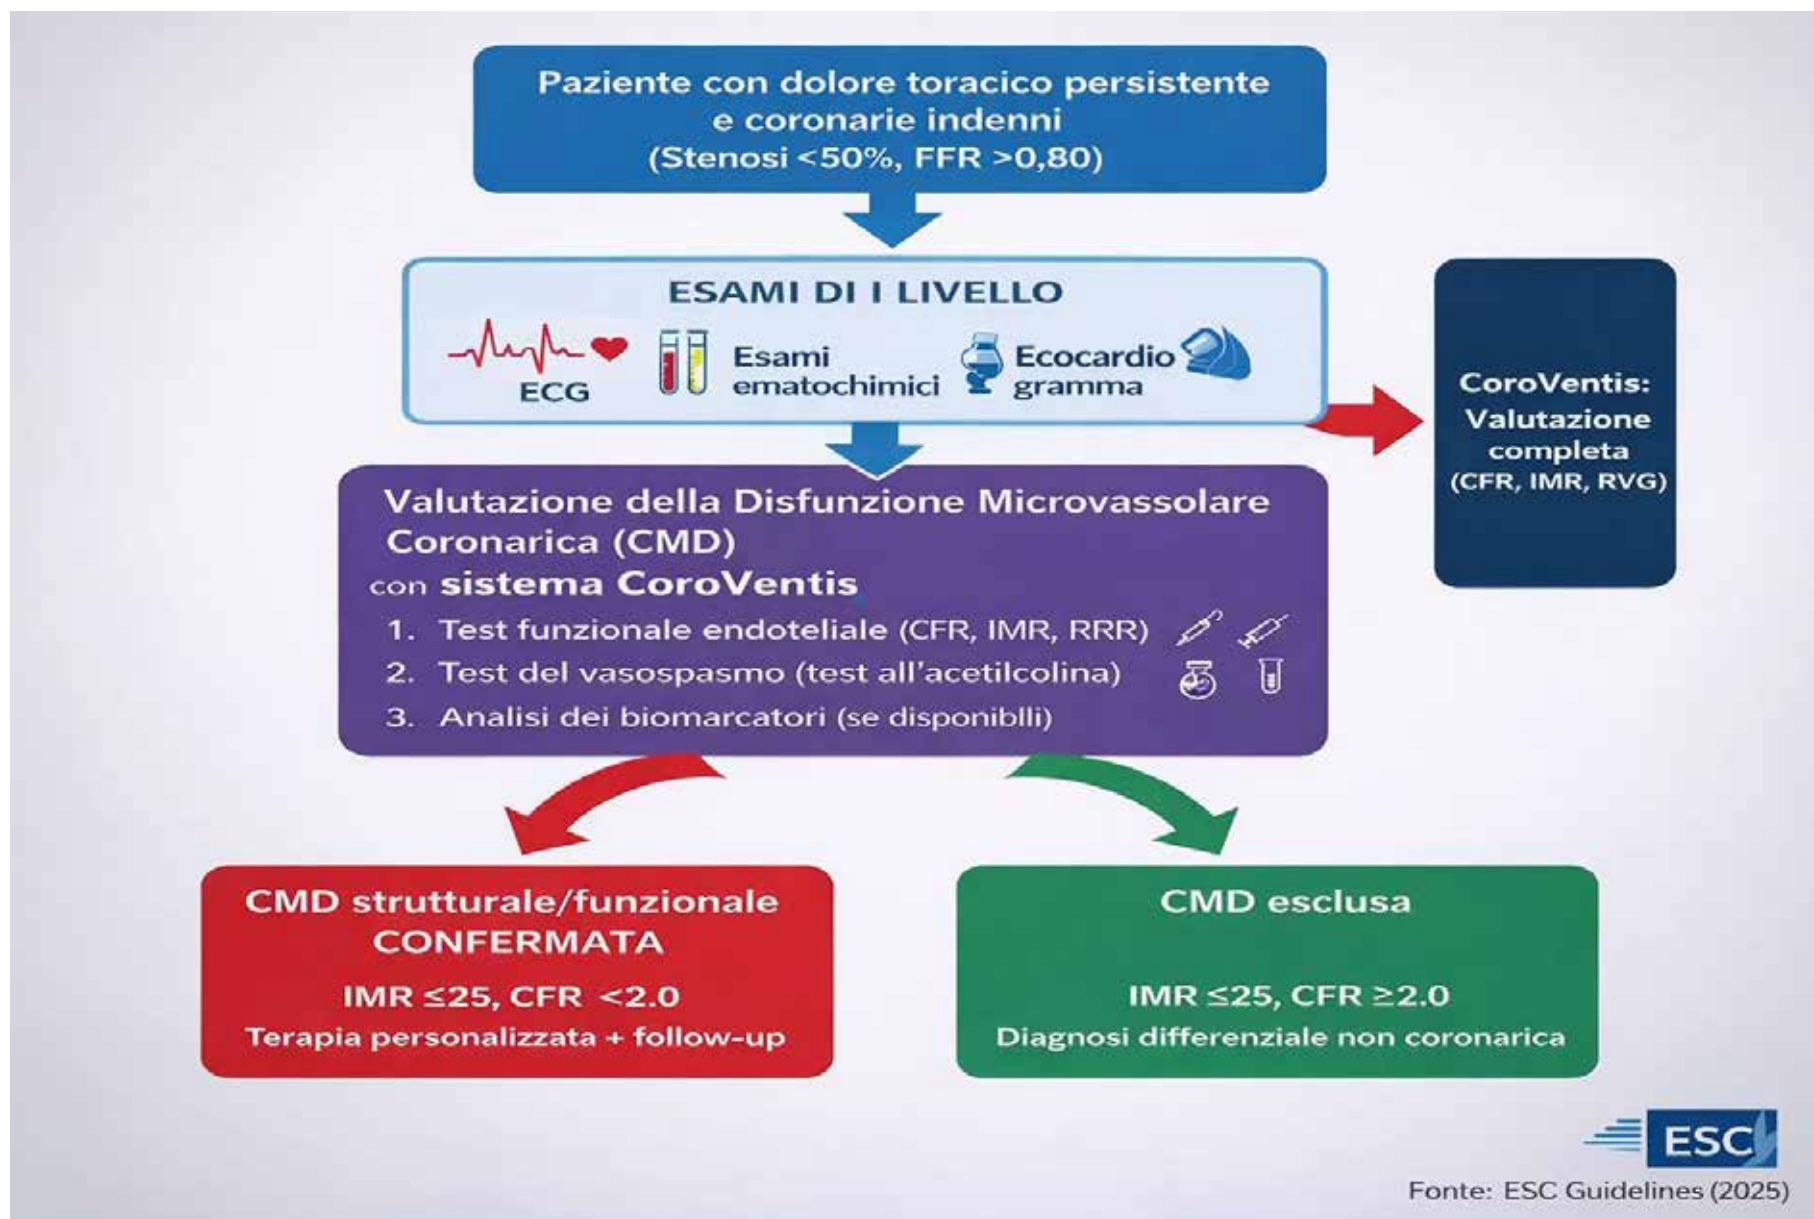 Paziente con dolore toracico persistente
e coronarie indenni
(Stenosi <50%, FFR >0,80)
ESAMI DI I LIVELLO
ECG
Esami
ematochimici
Ecocardio
gramma
CoroVentis:
Valutazione
completa
(CFR, IMR, RVG)
Valutazione della Disfunzione Microvassolare
Coronarica (CMD)
con sistema CoroVentis
1. Test funzionale endoteliale (CFR, IMR, RRR)
2. Test del vasospasmo (test all'acetilcolina)
3. Analisi dei biomarcatori (se disponiblli)
CMD strutturale/funzionale
CONFERMATA
IMR ≤25, CFR <2.0
Terapia personalizzata + follow-up
CMD esclusa
IMR ≤25, CFR ≥2.0
Diagnosi differenziale non coronarica
ESC
Fonte: ESC Guidelines (2025)